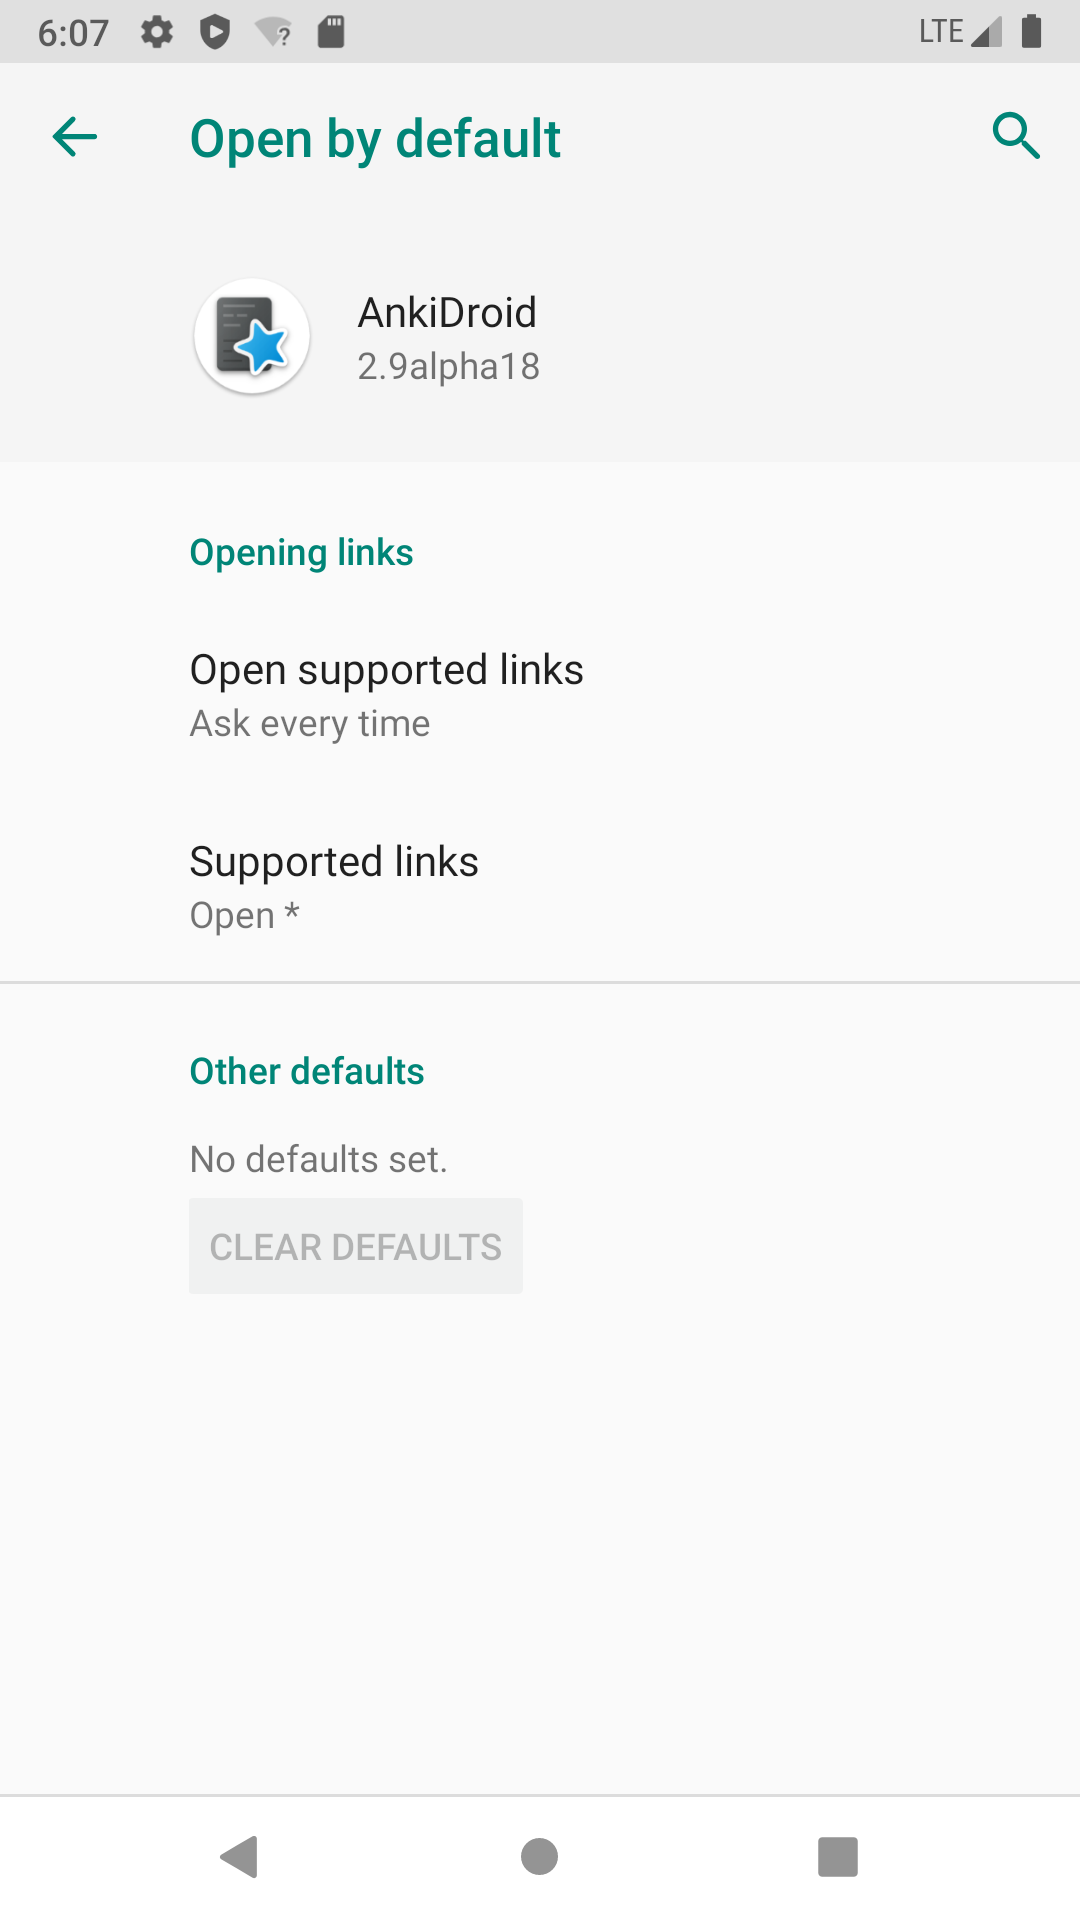 6:07
LTE
Open by default
AnkiDroid
2.9alpha18
Opening links
Open supported links
Ask every time
Supported links
Open *
Other defaults
No defaults set.
CLEAR DEFAULTS